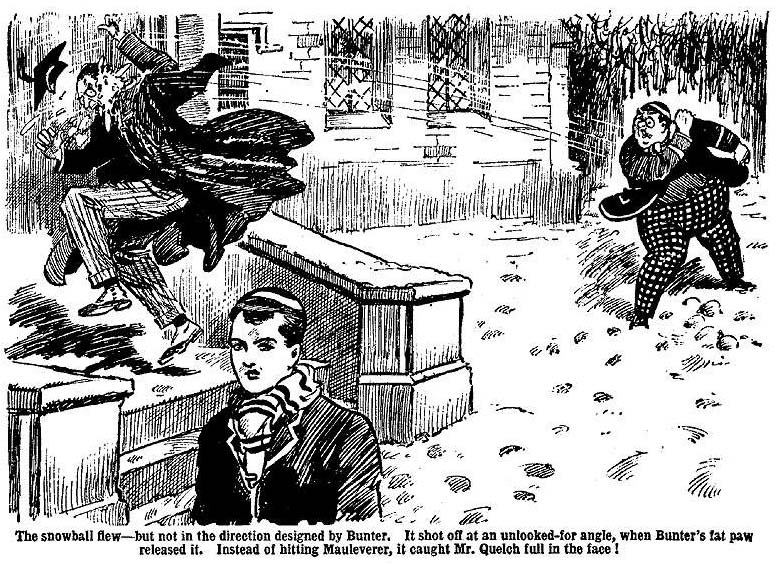 The snowball flew—but not in the direction designed by Bunter. It shot off at an unlooked-for angle, when Bunter's fat paw
released it. Instead of hitting Mauleverer, it caught Mr. Quelch full in the face!